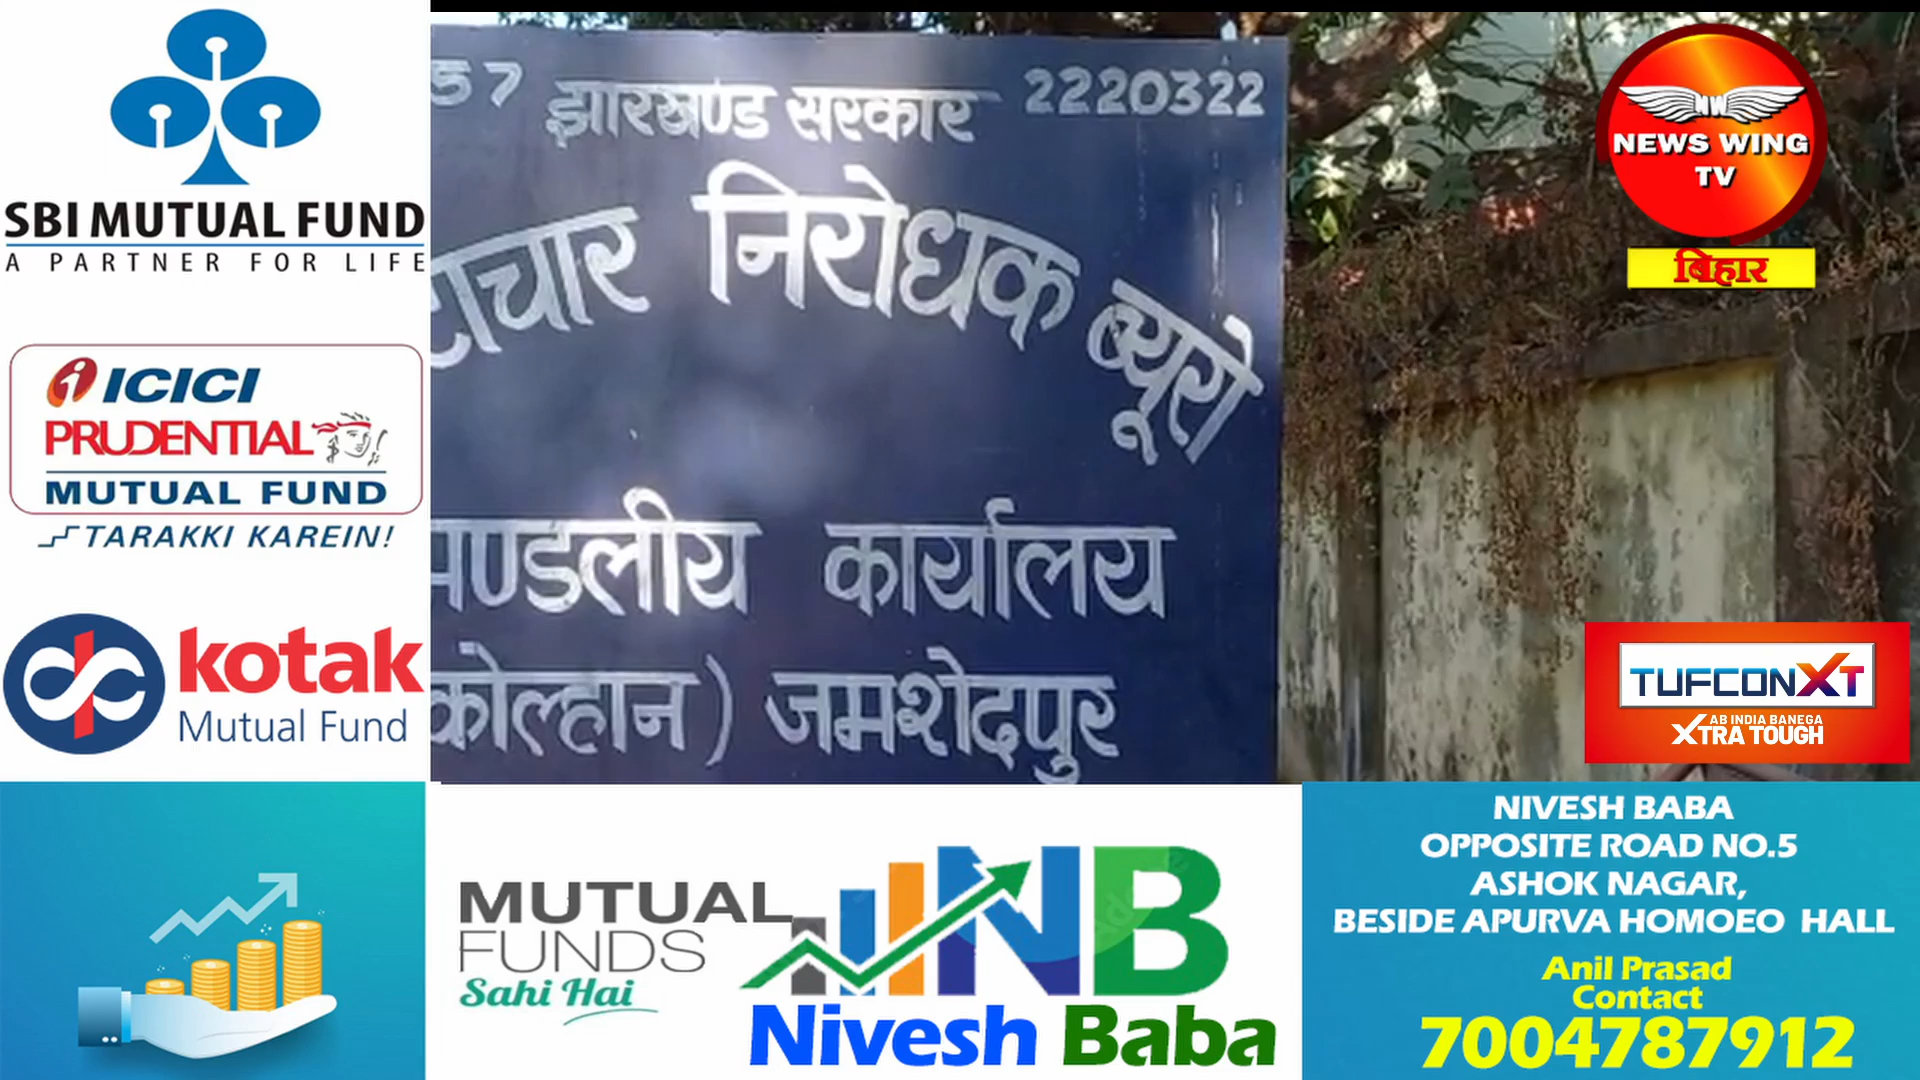 SBI MUTUAL FUND
A PARTNER FOR LIFE
ICICI
PRUDENTIAL
MUTUAL FUND
TARAKKI KAREIN!
kotak
Mutual Fund
57 झारखण्ड सरकार 2220322
निरोधक ब्यूरो
कार्यालय
कोल्हान) जमशेदपुर
NW
NEWS WING
TV
बिहार
TUFCONXT
AB INDIA BANEGA
XTRA TOUGH
MUTUAL
FUNDS
Sahi Hai
NB
Nivesh Baba
NIVESH BABA
OPPOSITE ROAD NO.5
ASHOK NAGAR,
BESIDE APURVA HOMOEO HALL
Anil Prasad
Contact
7004787912